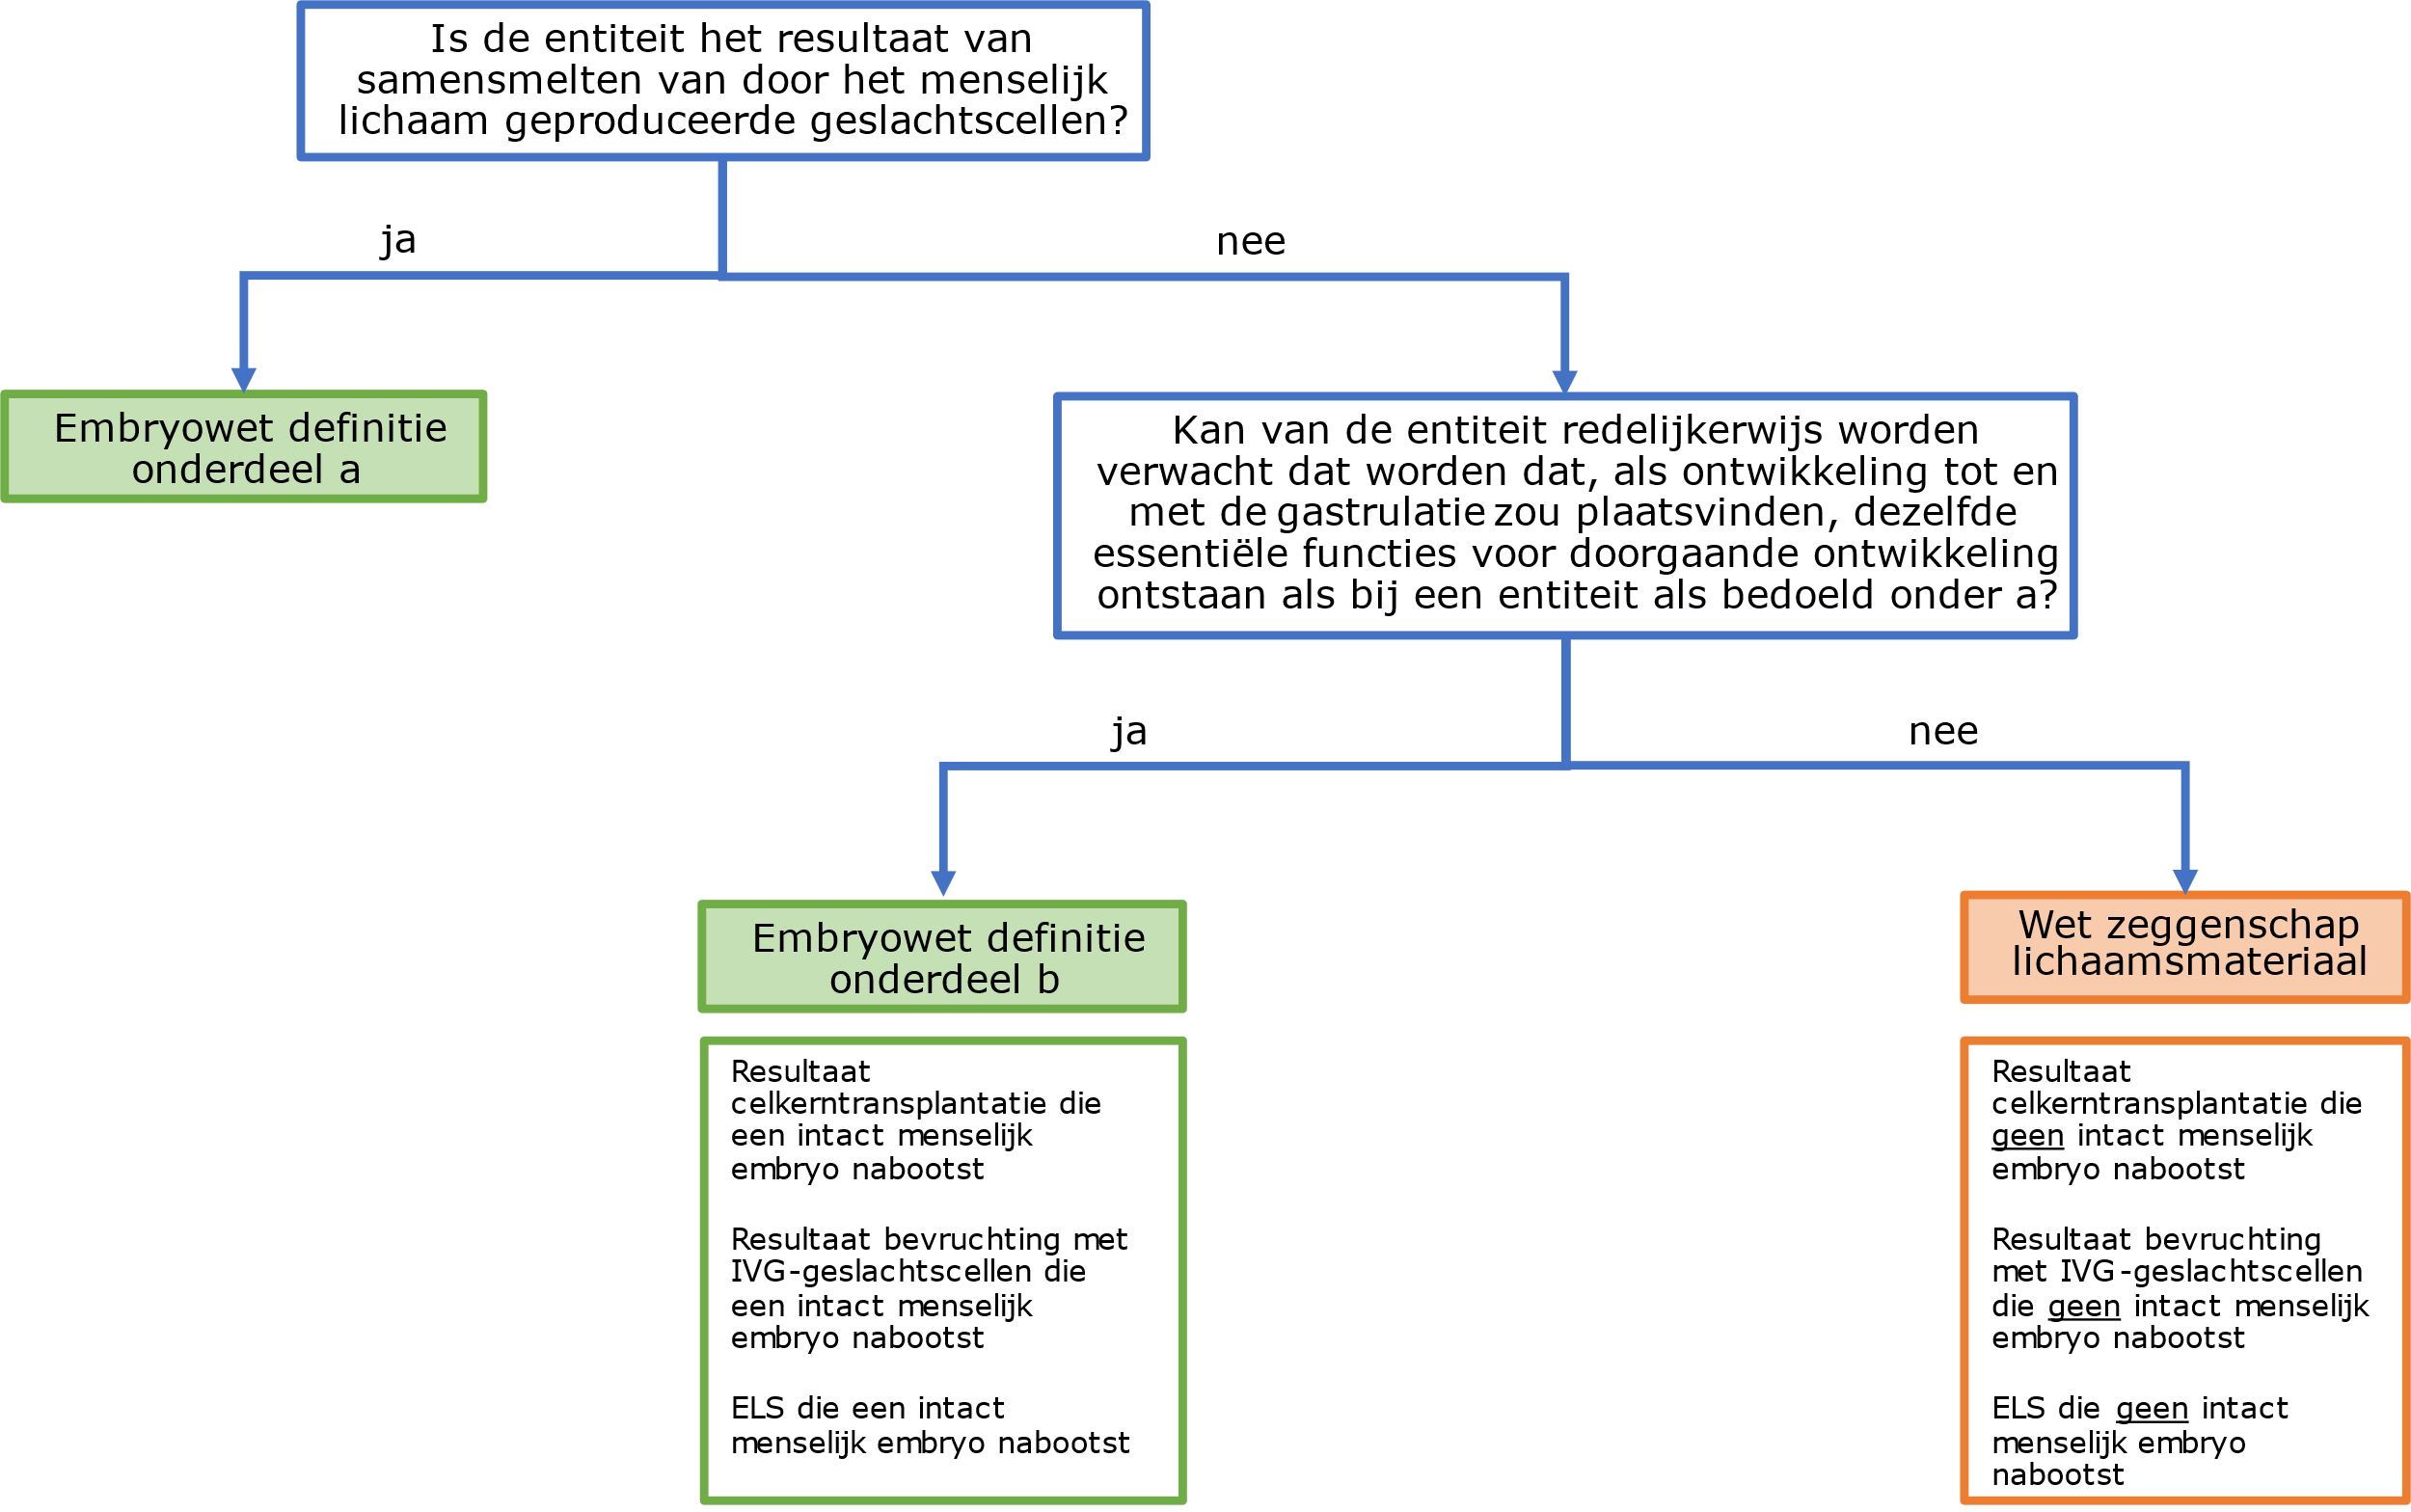 Is de entiteit het resultaat van
samensmelten van door het menselijk
lichaam geproduceerde geslachtscellen?
ja
nee
Embryowet definitie
onderdeel a
Kan van de entiteit redelijkerwijs worden
verwacht dat worden dat, als ontwikkeling tot en
met de gastrulatie zou plaatsvinden, dezelfde
essentiële functies voor doorgaande ontwikkeling
ontstaan als bij een entiteit als bedoeld onder a?
ja
nee
Embryowet definitie
onderdeel b
Wet zeggenschap
lichaamsmateriaal
Resultaat
celkerntransplantatie die
een intact menselijk
embryo nabootst
Resultaat bevruchting met
IVG-geslachtscellen die
een intact menselijk
embryo nabootst
ELS die een intact
menselijk embryo nabootst
Resultaat
celkerntransplantatie die
geen intact menselijk
embryo nabootst
Resultaat bevruchting
met IVG-geslachtscellen
die geen intact menselijk
embryo nabootst
ELS die geen intact
menselijk embryo
nabootst